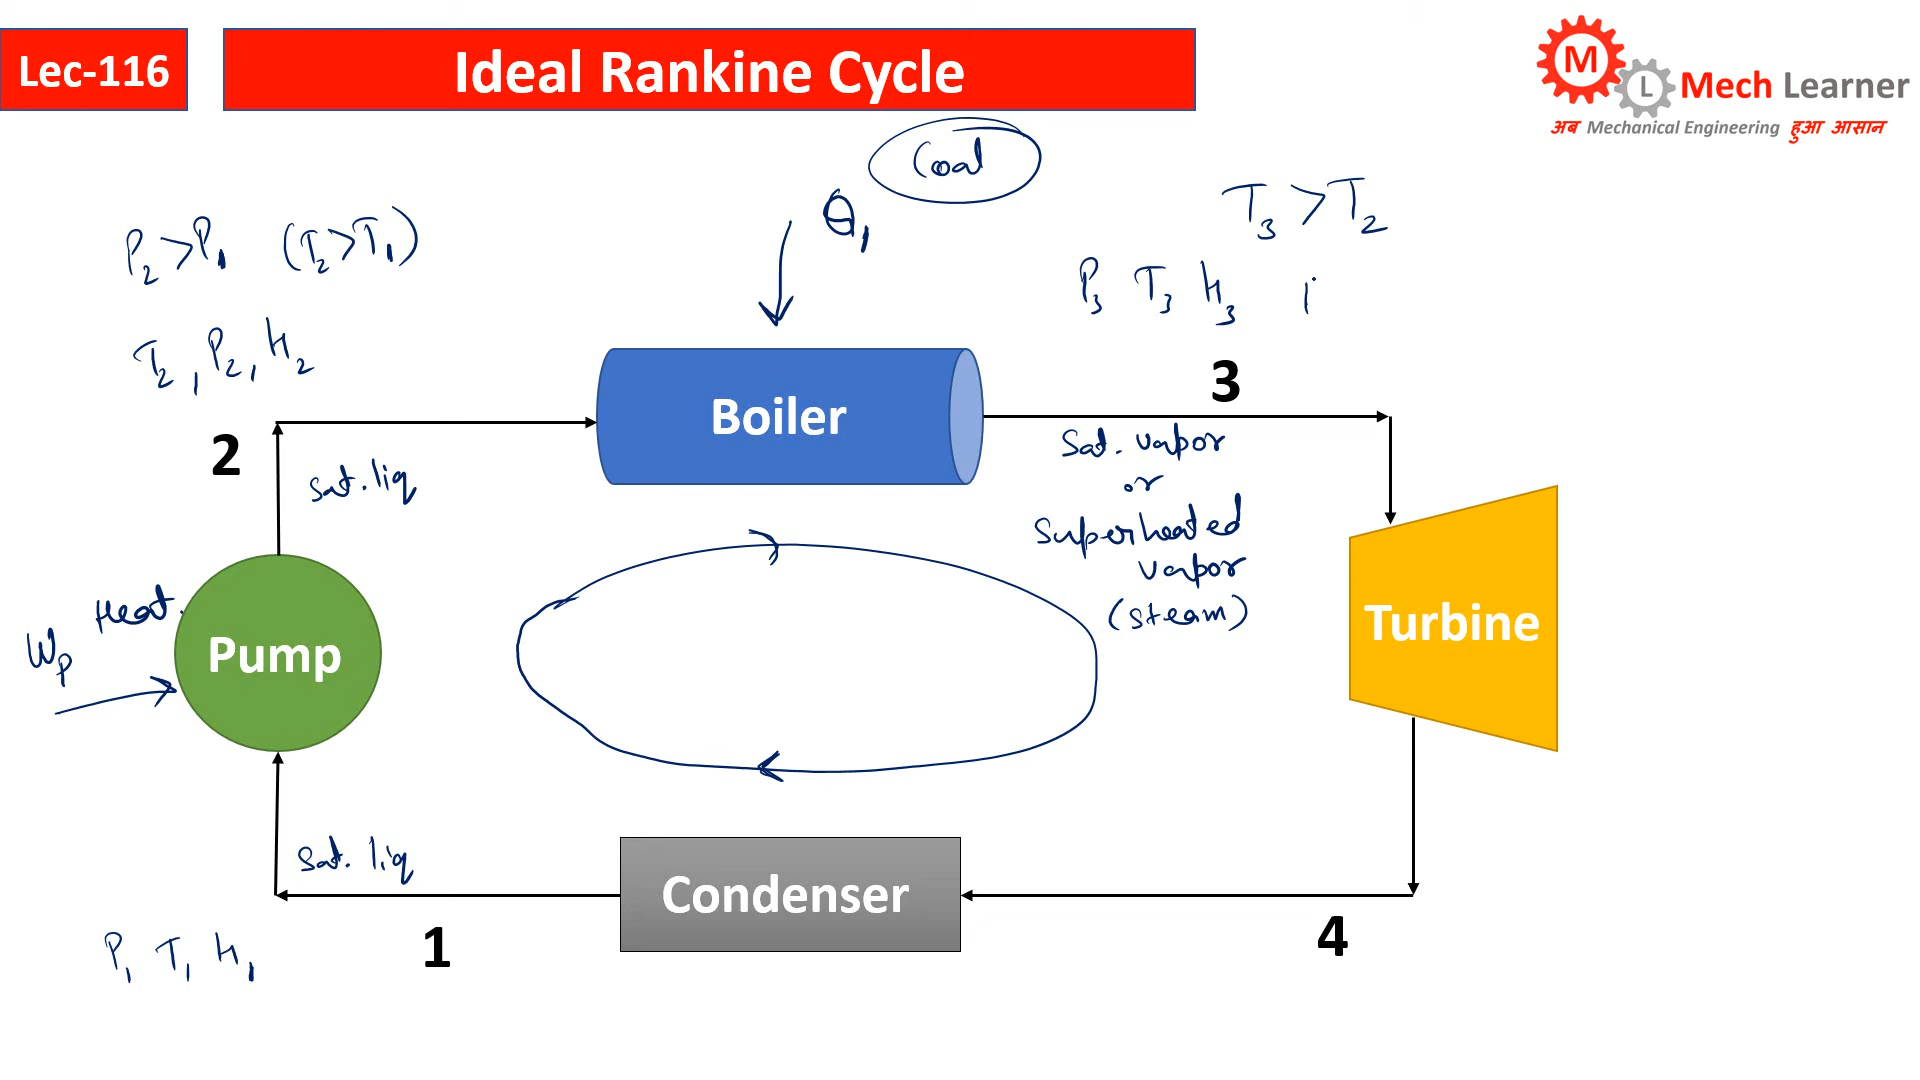 Lec-116
Ideal Rankine Cycle
M
L
Mech Learner
अब Mechanical Engineering हुआ आसान
Coal
Q₁
T₃ > T₂
P₂ > P₁ (T₂ > T₁)
P₃ T₃ H₃
T₂, P₂, H₂
3
Boiler
2
Sat. vapor
or
Superheated
vapor
(steam)
Sat. liq
Heat.
Wp
Pump
Turbine
Sat. liq
Condenser
1
4
P₁ T₁ H₁